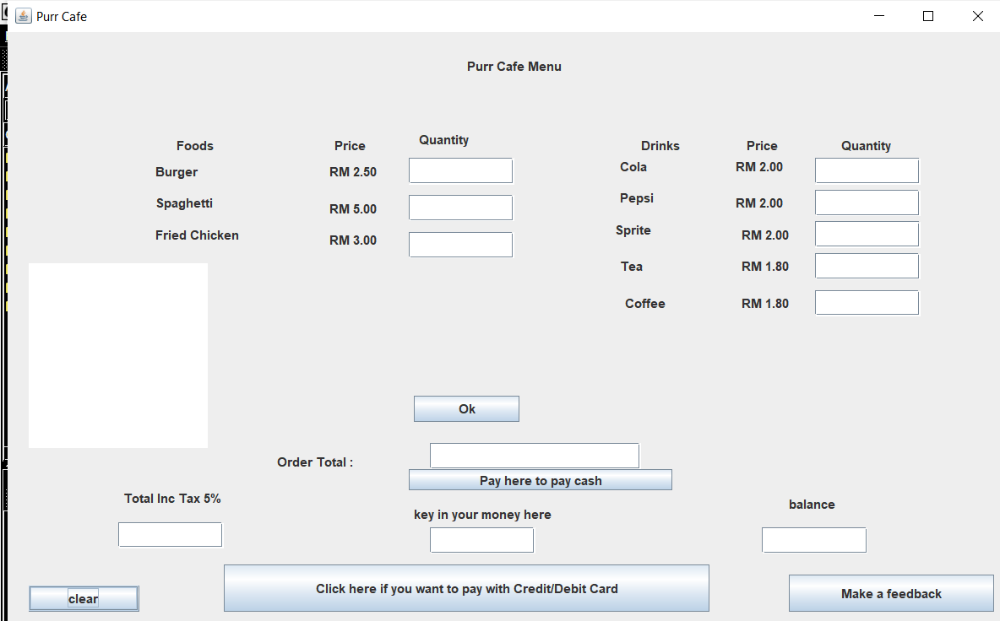 Purr Cafe
Purr Cafe Menu
Foods Price Quantity Drinks Price Quantity
Burger RM 2.50 Cola RM 2.00
Spaghetti RM 5.00 Pepsi RM 2.00
Fried Chicken RM 3.00 Sprite RM 2.00
Tea RM 1.80
Coffee RM 1.80
Ok
Order Total :
Pay here to pay cash
Total Inc Tax 5% key in your money here balance
Click here if you want to pay with Credit/Debit Card
clear Make a feedback